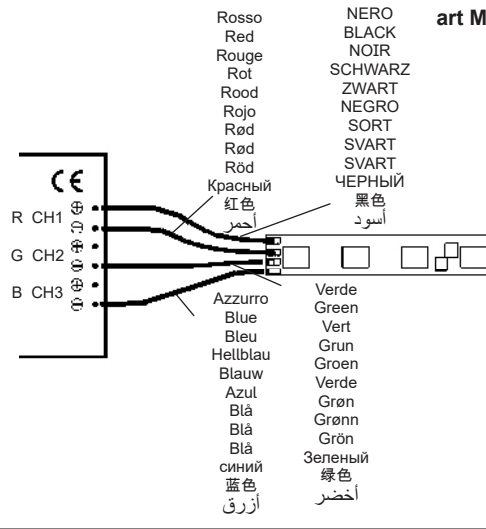 Rosso
Red
Rouge
Rot
Rood
Rojo
Rød
Rød
Röd
Красный
红色
أحمر
NERO
BLACK
NOIR
SCHWARZ
ZWART
NEGRO
SORT
SVART
SVART
ЧЕРНЫЙ
黑色
أسود
art M
CE
R CH1
G CH2
B CH3
Azzurro
Blue
Bleu
Hellblau
Blauw
Azul
Blå
Blå
Blå
синий
蓝色
أزرق
Verde
Green
Vert
Grun
Groen
Verde
Grøn
Grønn
Grön
Зеленый
绿色
أخضر